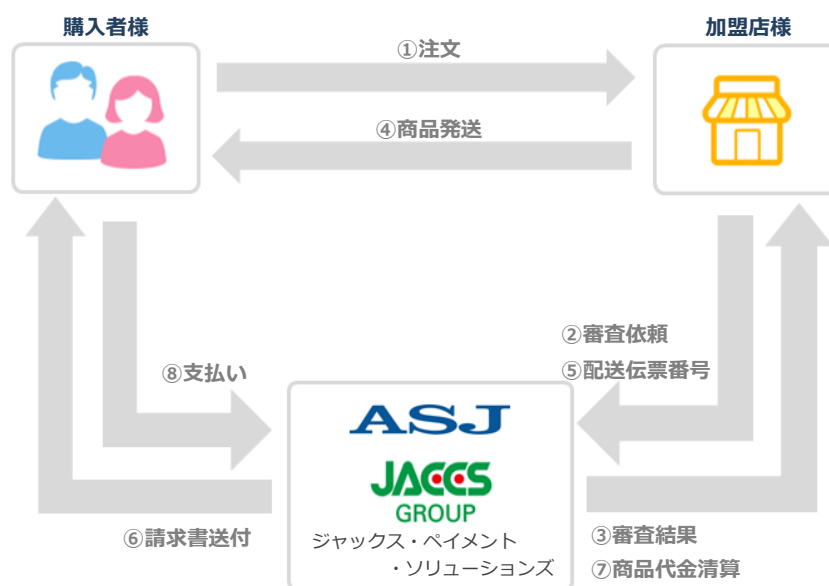 購入者様
加盟店様
①注文
④商品発送
②審査依頼
⑤配送伝票番号
⑧支払い
ASJ
JACCS
GROUP
ジャックス・ペイメント
・ソリューションズ
⑥請求書送付
③審査結果
⑦商品代金清算